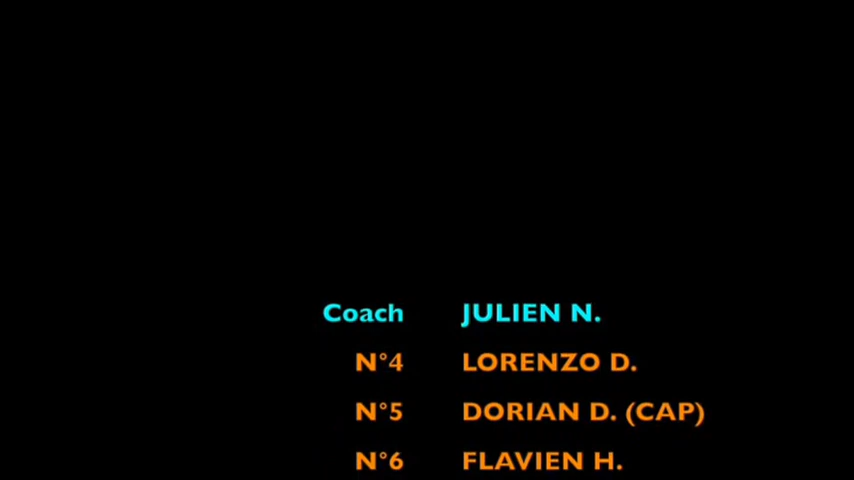 Coach JULIEN N.
N°4 LORENZO D.
N°5 DORIAN D. (CAP)
N°6 FLAVIEN H.